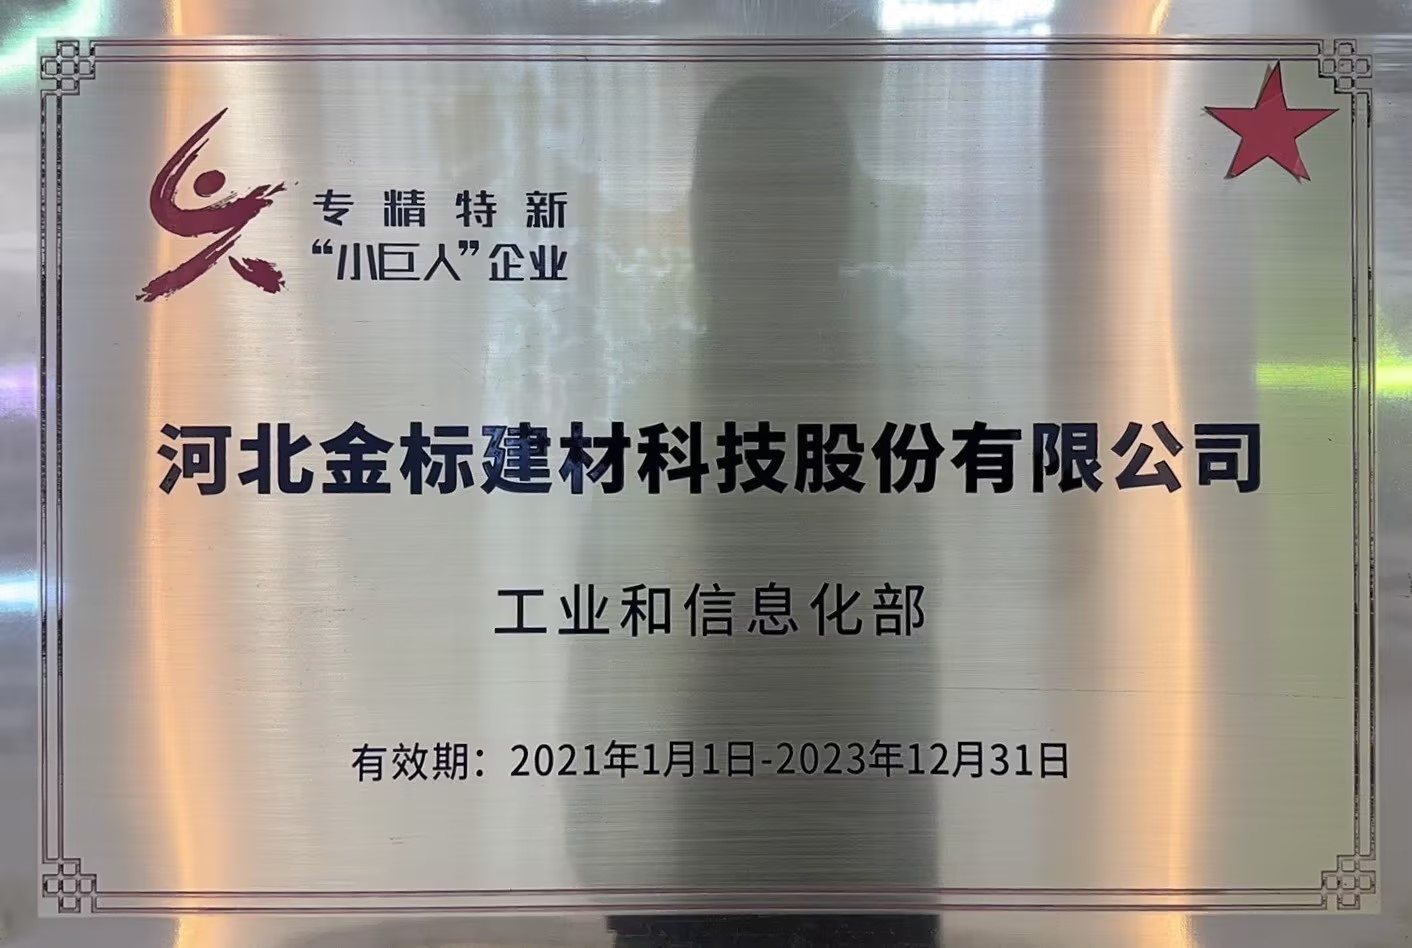 专精特新
“小巨人”企业
河北金标建材科技股份有限公司
工业和信息化部
有效期：2021年1月1日-2023年12月31日